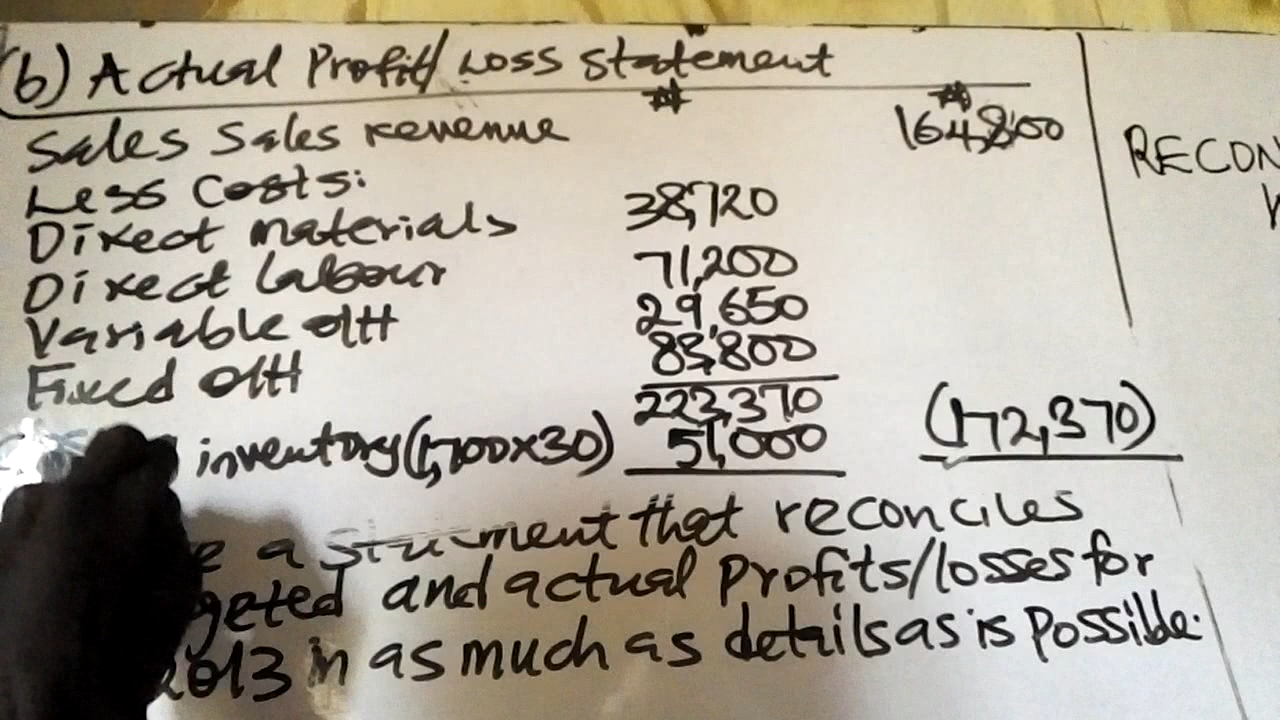 (b) Actual Profit/Loss statement
₦ ₦
Sales Sales revenue 164,800
Less Costs:
Direct materials 38,720
Direct labour 71,200
Variable O/H 29,650
Fixed O/H 83,800
223,370
inventory (1,700x30) 51,000 (172,370)
a statement that reconciles
geted and actual Profits/losses for
2013 in as much as details as is possible.
RECON